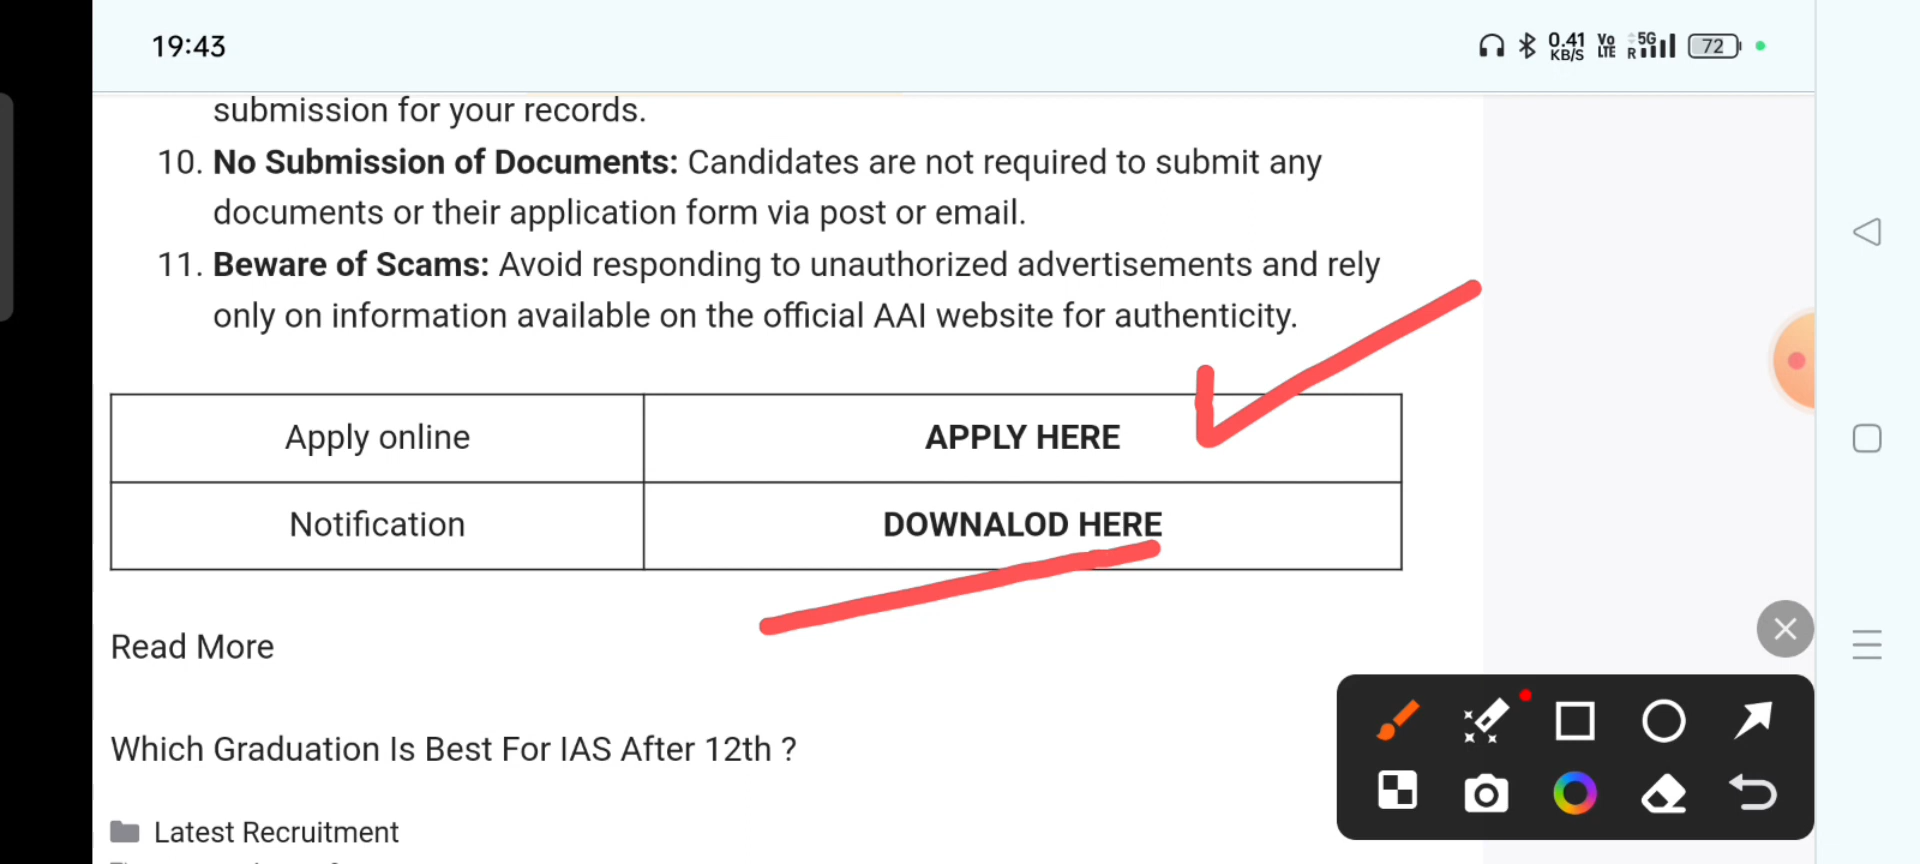 19:43
0.41 KB/S Vo LTE 5G R 72
submission for your records.
10. No Submission of Documents: Candidates are not required to submit any
documents or their application form via post or email.
11. Beware of Scams: Avoid responding to unauthorized advertisements and rely
only on information available on the official AAI website for authenticity.
Apply online APPLY HERE
Notification DOWNALOD HERE
Read More
Which Graduation Is Best For IAS After 12th ?
Latest Recruitment